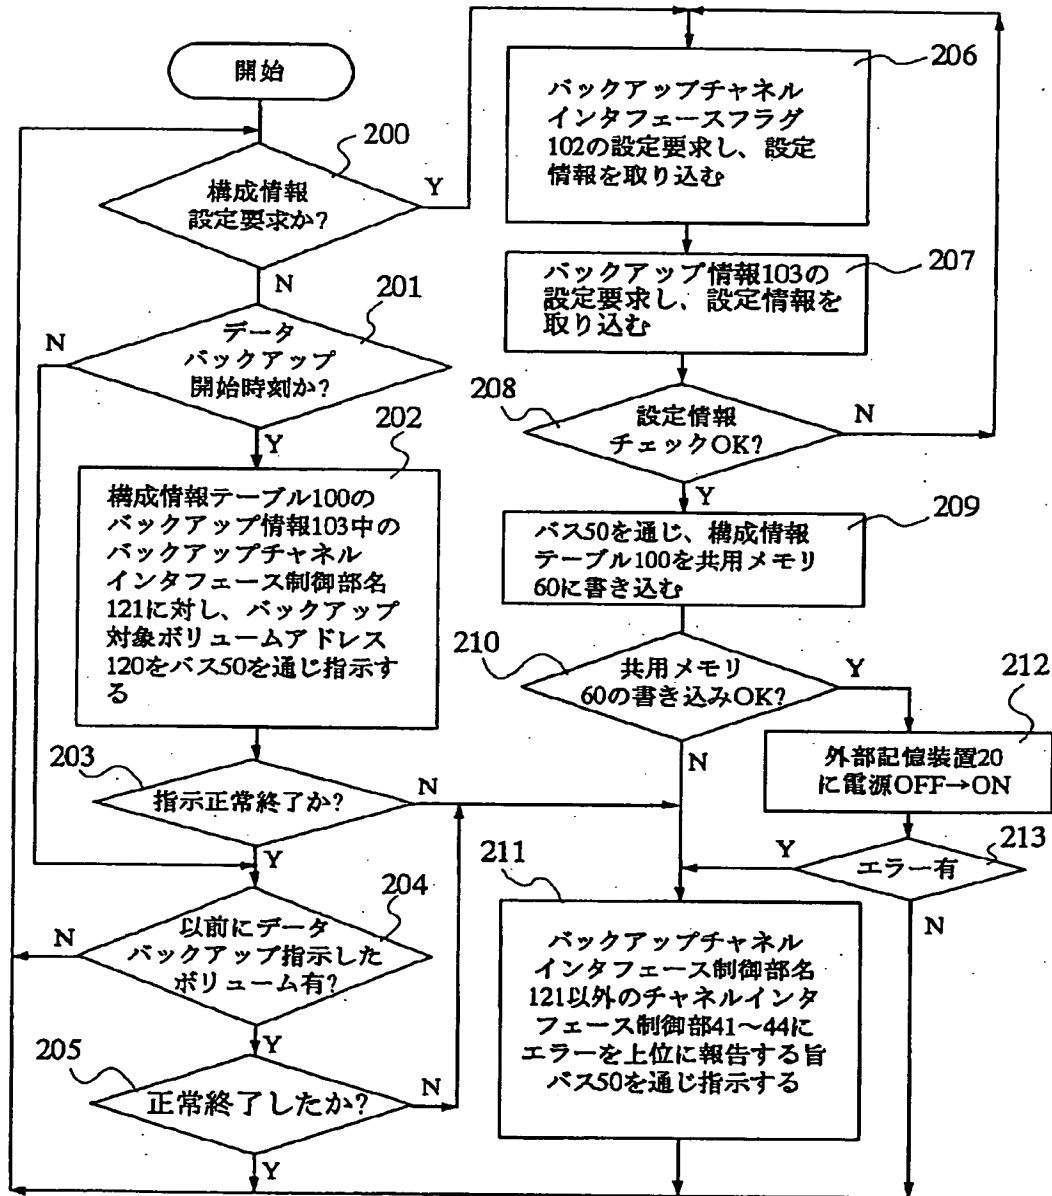 開始
200
構成情報
設定要求か?
Y
N
201
データ
バックアップ
開始時刻か?
N
Y
202
構成情報テーブル100の
バックアップ情報103中の
バックアップチャネル
インタフェース制御部名
121に対し、バックアップ
対象ボリュームアドレス
120をバス50を通じ指示す
る
203
指示正常終了か?
N
Y
204
以前にデータ
バックアップ指示した
ボリューム有?
N
Y
205
正常終了したか?
N
Y
206
バックアップチャネル
インタフェースフラグ
102の設定要求し、設定
情報を取り込む
207
バックアップ情報103の
設定要求し、設定情報を
取り込む
208
設定情報
チェックOK?
N
Y
209
バス50を通じ、構成情報
テーブル100を共用メモリ
60に書き込む
210
共用メモリ
60の書き込みOK?
Y
N
212
外部記憶装置20
に電源OFF→ON
213
エラー有
Y
N
211
バックアップチャネル
インタフェース制御部名
121以外のチャネルインタ
フェース制御部41〜44に
エラーを上位に報告する旨
バス50を通じ指示する